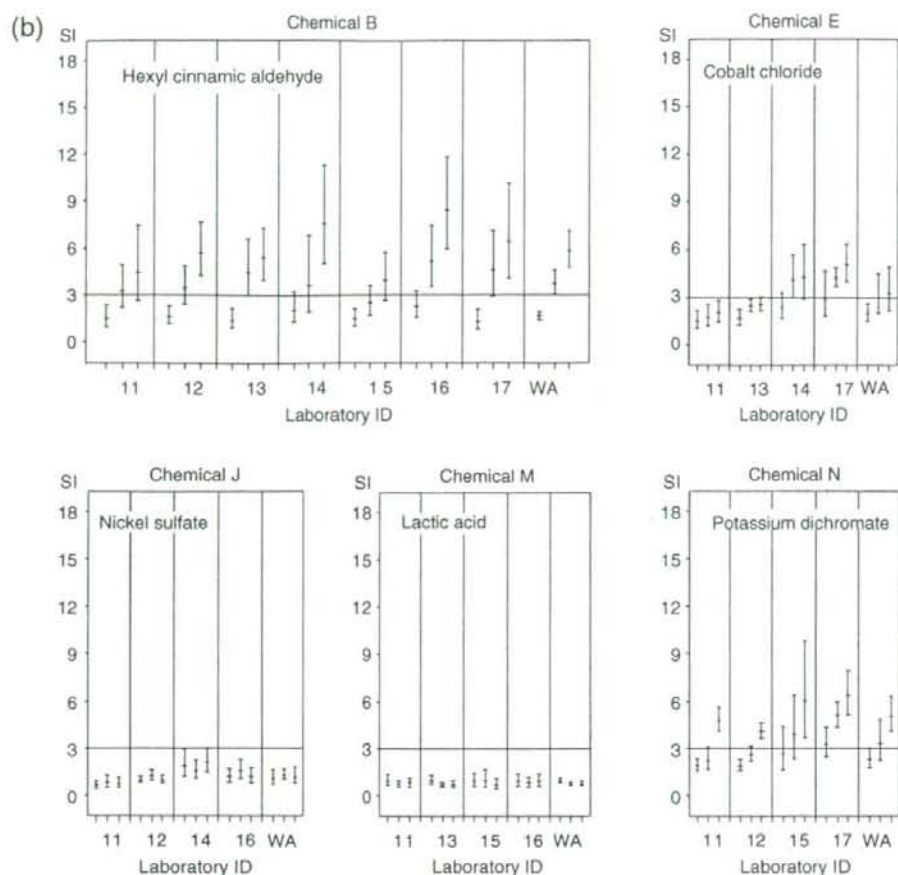 (b)
Chemical B
SI
18
15
12
9
6
3
0
Hexyl cinnamic aldehyde
11 12 13 14 1 5 16 17 WA
Laboratory ID
Chemical E
SI
18
15
12
9
6
3
0
Cobalt chloride
11 13 14 17 WA
Laboratory ID
Chemical J
SI
18
15
12
9
6
3
0
Nickel sulfate
11 12 14 16 WA
Laboratory ID
Chemical M
SI
18
15
12
9
6
3
0
Lactic acid
11 13 15 16 WA
Laboratory ID
Chemical N
SI
18
15
12
9
6
3
0
Potassium dichromate
11 12 15 17 WA
Laboratory ID